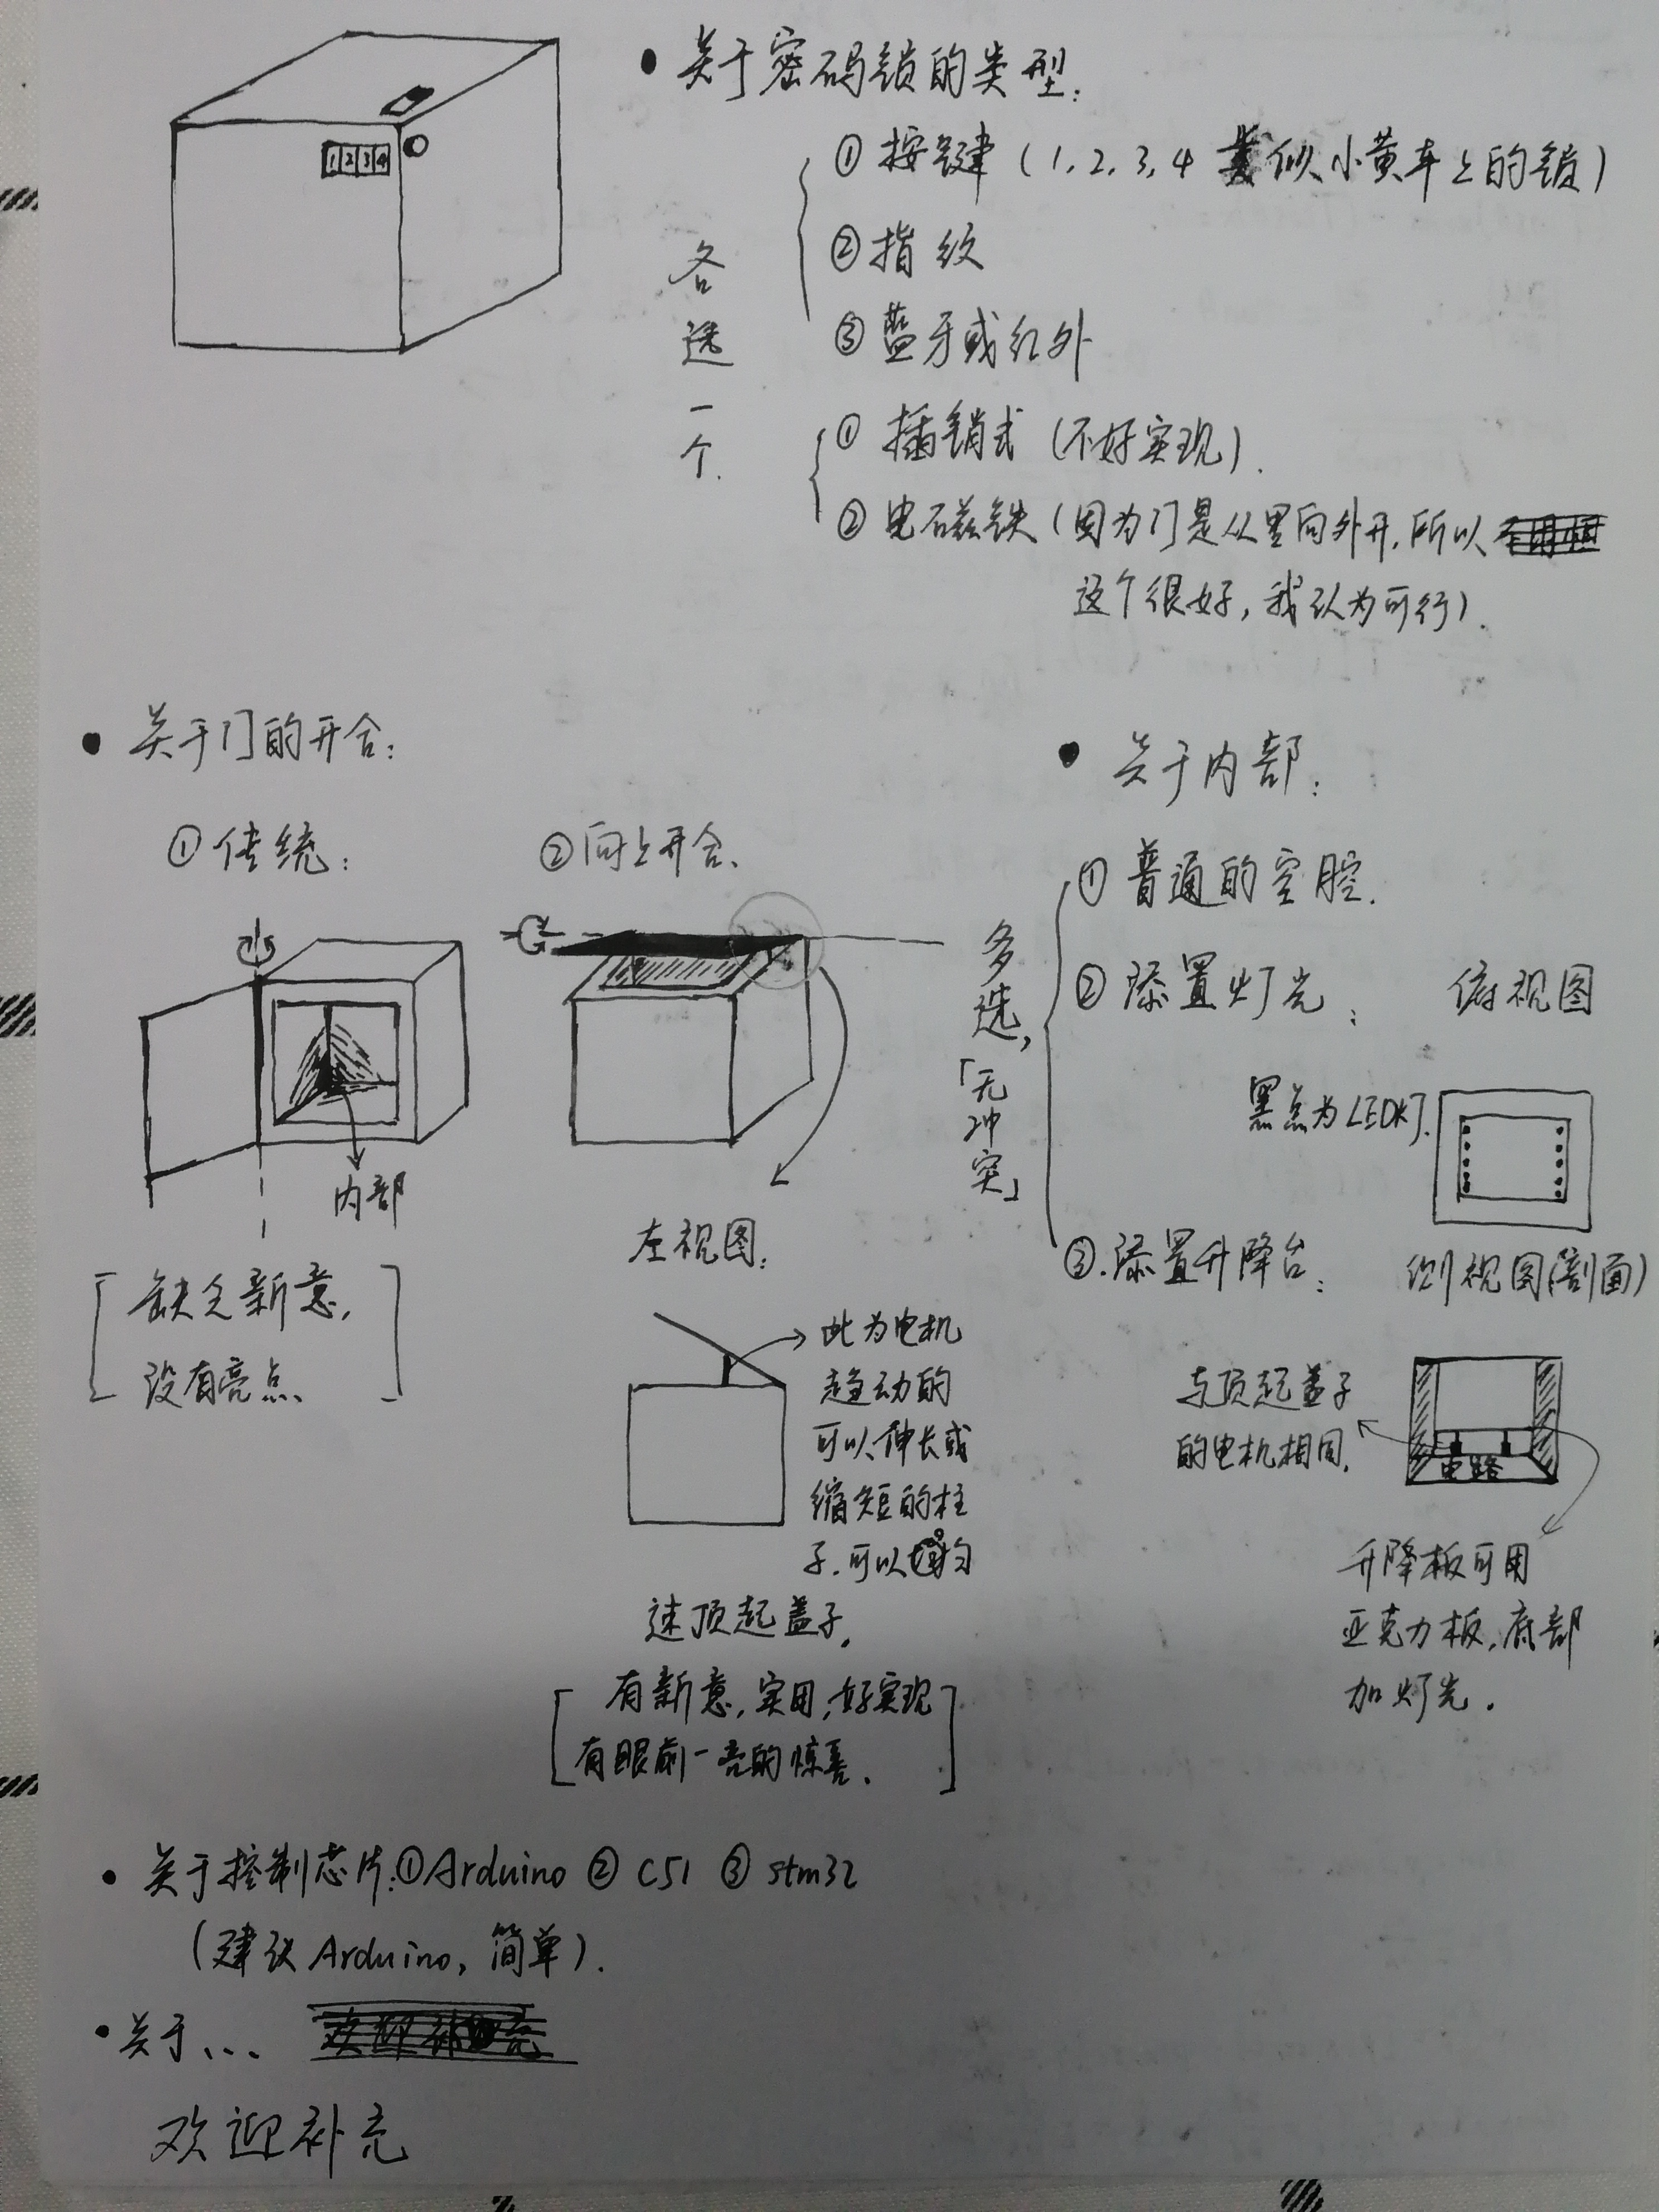 • 关于密码锁的类型:
1 2 3 4
各选一个.
① 按键 (1, 2, 3, 4 类似小黄车上的锁)
② 指纹
③ 蓝牙或红外
① 插销式 (不好实现).
② 电磁铁 (因为门是从里向外开, 所以
这个很好, 我认为可行).
• 关于门的开合:
① 传统:
内部
[缺乏新意,
没有亮点、]
② 向上开合、
左视图:
此为电机
趋动的
可以伸长或
缩短的柱
子. 可以匀
速顶起盖子.
[有新意, 实用, 好实现
有眼前一亮的惊喜.]
• 关于内部:
多选,「无冲突」
① 普通的空腔.
② 添置灯光: 俯视图
黑点为LED灯.
③. 添置升降台: 侧视图(剖面)
与顶起盖子
的电机相同.
电路
升降板可用
亚克力板, 底部
加灯光.
• 关于控制芯片: ① Arduino ② C51 ③ stm32
(建议 Arduino, 简单).
• 关于、、、
欢迎补充